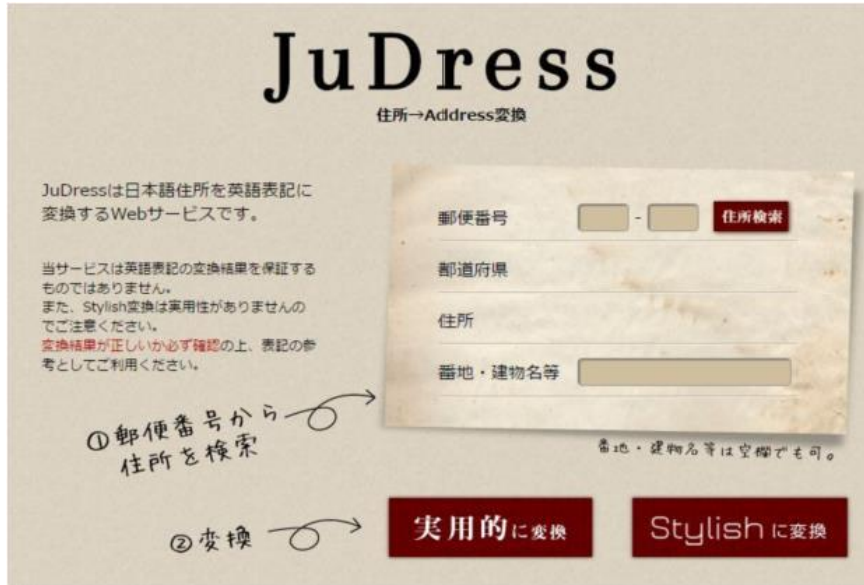 JuDress
住所→Address変換
JuDressは日本語住所を英語表記に
変換するWebサービスです。
当サービスは英語表記の変換結果を保証する
ものではありません。
また、Stylish変換は実用性がありませんの
でご注意ください。
変換結果が正しいか必ず確認の上、表記の参
考としてご利用ください。
郵便番号 - 住所検索
都道府県
住所
番地・建物名等
①郵便番号から
住所を検索
番地・建物名等は空欄でも可。
②変換
実用的に変換
Stylishに変換